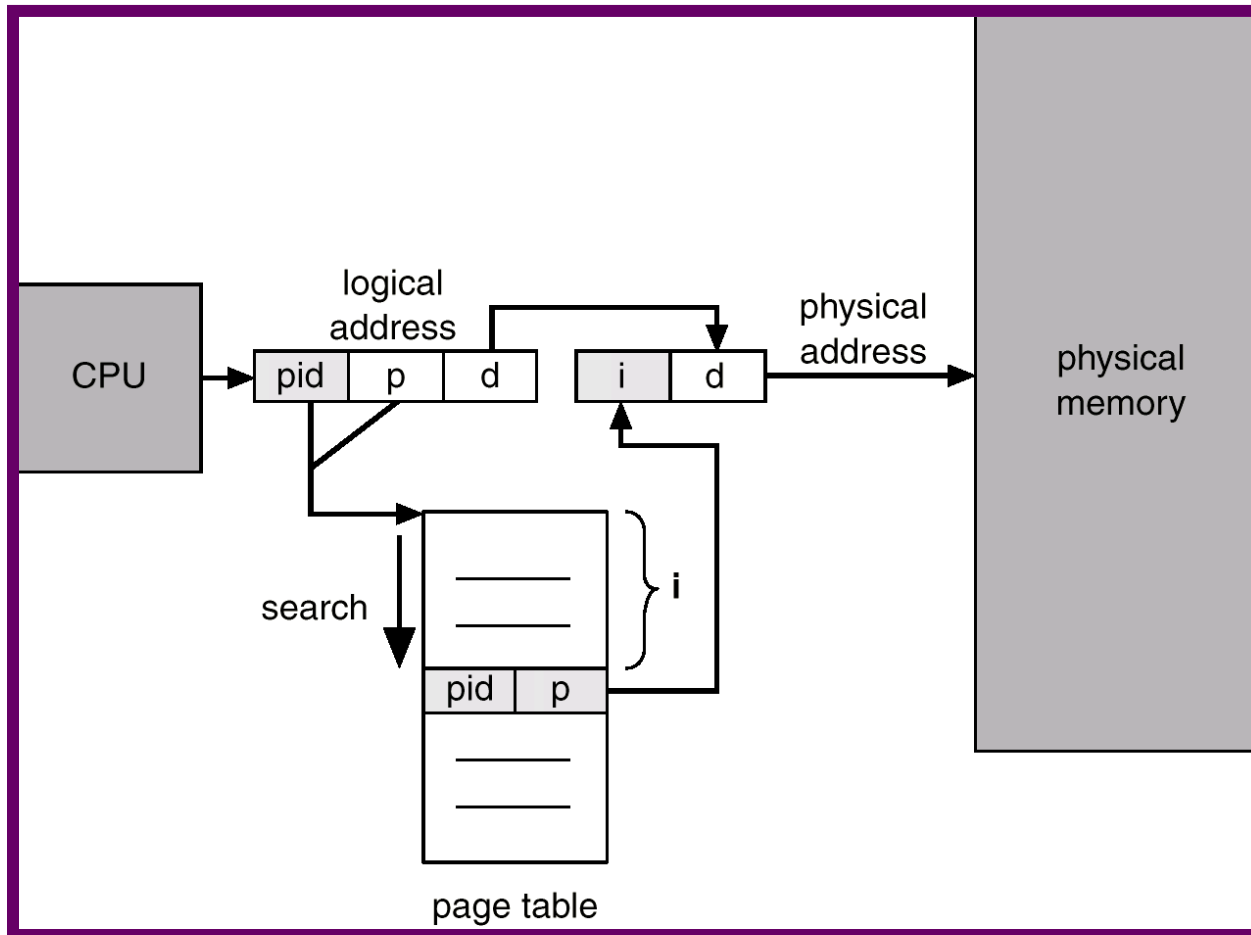 logical
address
physical
address
CPU
pid p d
i d
physical
memory
search
i
pid p
page table